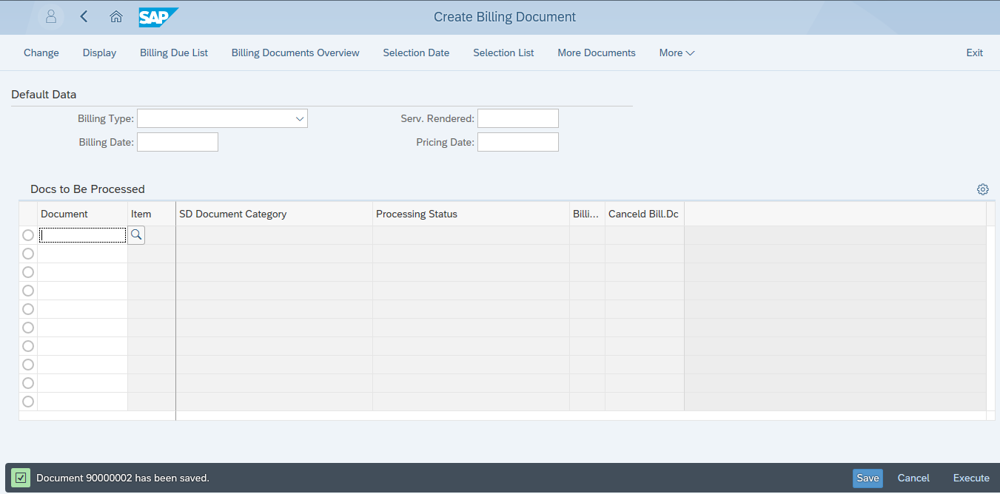 SAP
Create Billing Document
Change Display Billing Due List Billing Documents Overview Selection Date Selection List More Documents More Exit
Default Data
Billing Type: Serv. Rendered:
Billing Date: Pricing Date:
Docs to Be Processed
Document Item SD Document Category Processing Status Billi... Canceld Bill.Dc
Document 90000002 has been saved. Save Cancel Execute